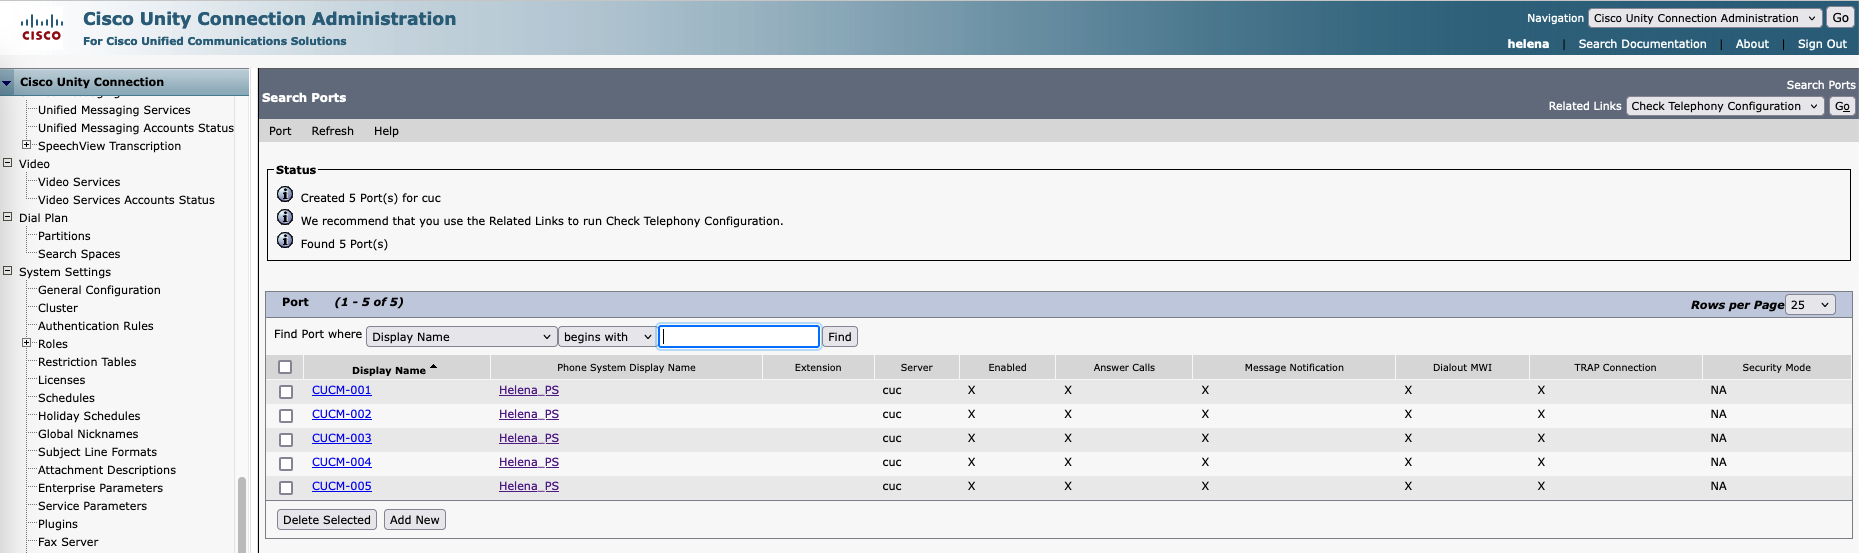 CISCO
Cisco Unity Connection Administration
For Cisco Unified Communications Solutions
Navigation Cisco Unity Connection Administration Go
helena | Search Documentation | About | Sign Out
Cisco Unity Connection
Unified Messaging Services
Unified Messaging Accounts Status
SpeechView Transcription
Video
Video Services
Video Services Accounts Status
Dial Plan
Partitions
Search Spaces
System Settings
General Configuration
Cluster
Authentication Rules
Roles
Restriction Tables
Licenses
Schedules
Holiday Schedules
Global Nicknames
Subject Line Formats
Attachment Descriptions
Enterprise Parameters
Service Parameters
Plugins
Fax Server
Search Ports
Search Ports
Related Links Check Telephony Configuration Go
Port Refresh Help
Status
Created 5 Port(s) for cuc
We recommend that you use the Related Links to run Check Telephony Configuration.
Found 5 Port(s)
Port (1 - 5 of 5)
Rows per Page 25
Find Port where Display Name begins with Find
Display Name Phone System Display Name Extension Server Enabled Answer Calls Message Notification Dialout MWI TRAP Connection Security Mode
CUCM-001 Helena_PS cuc X X X X X NA
CUCM-002 Helena_PS cuc X X X X X NA
CUCM-003 Helena_PS cuc X X X X X NA
CUCM-004 Helena_PS cuc X X X X X NA
CUCM-005 Helena_PS cuc X X X X X NA
Delete Selected Add New